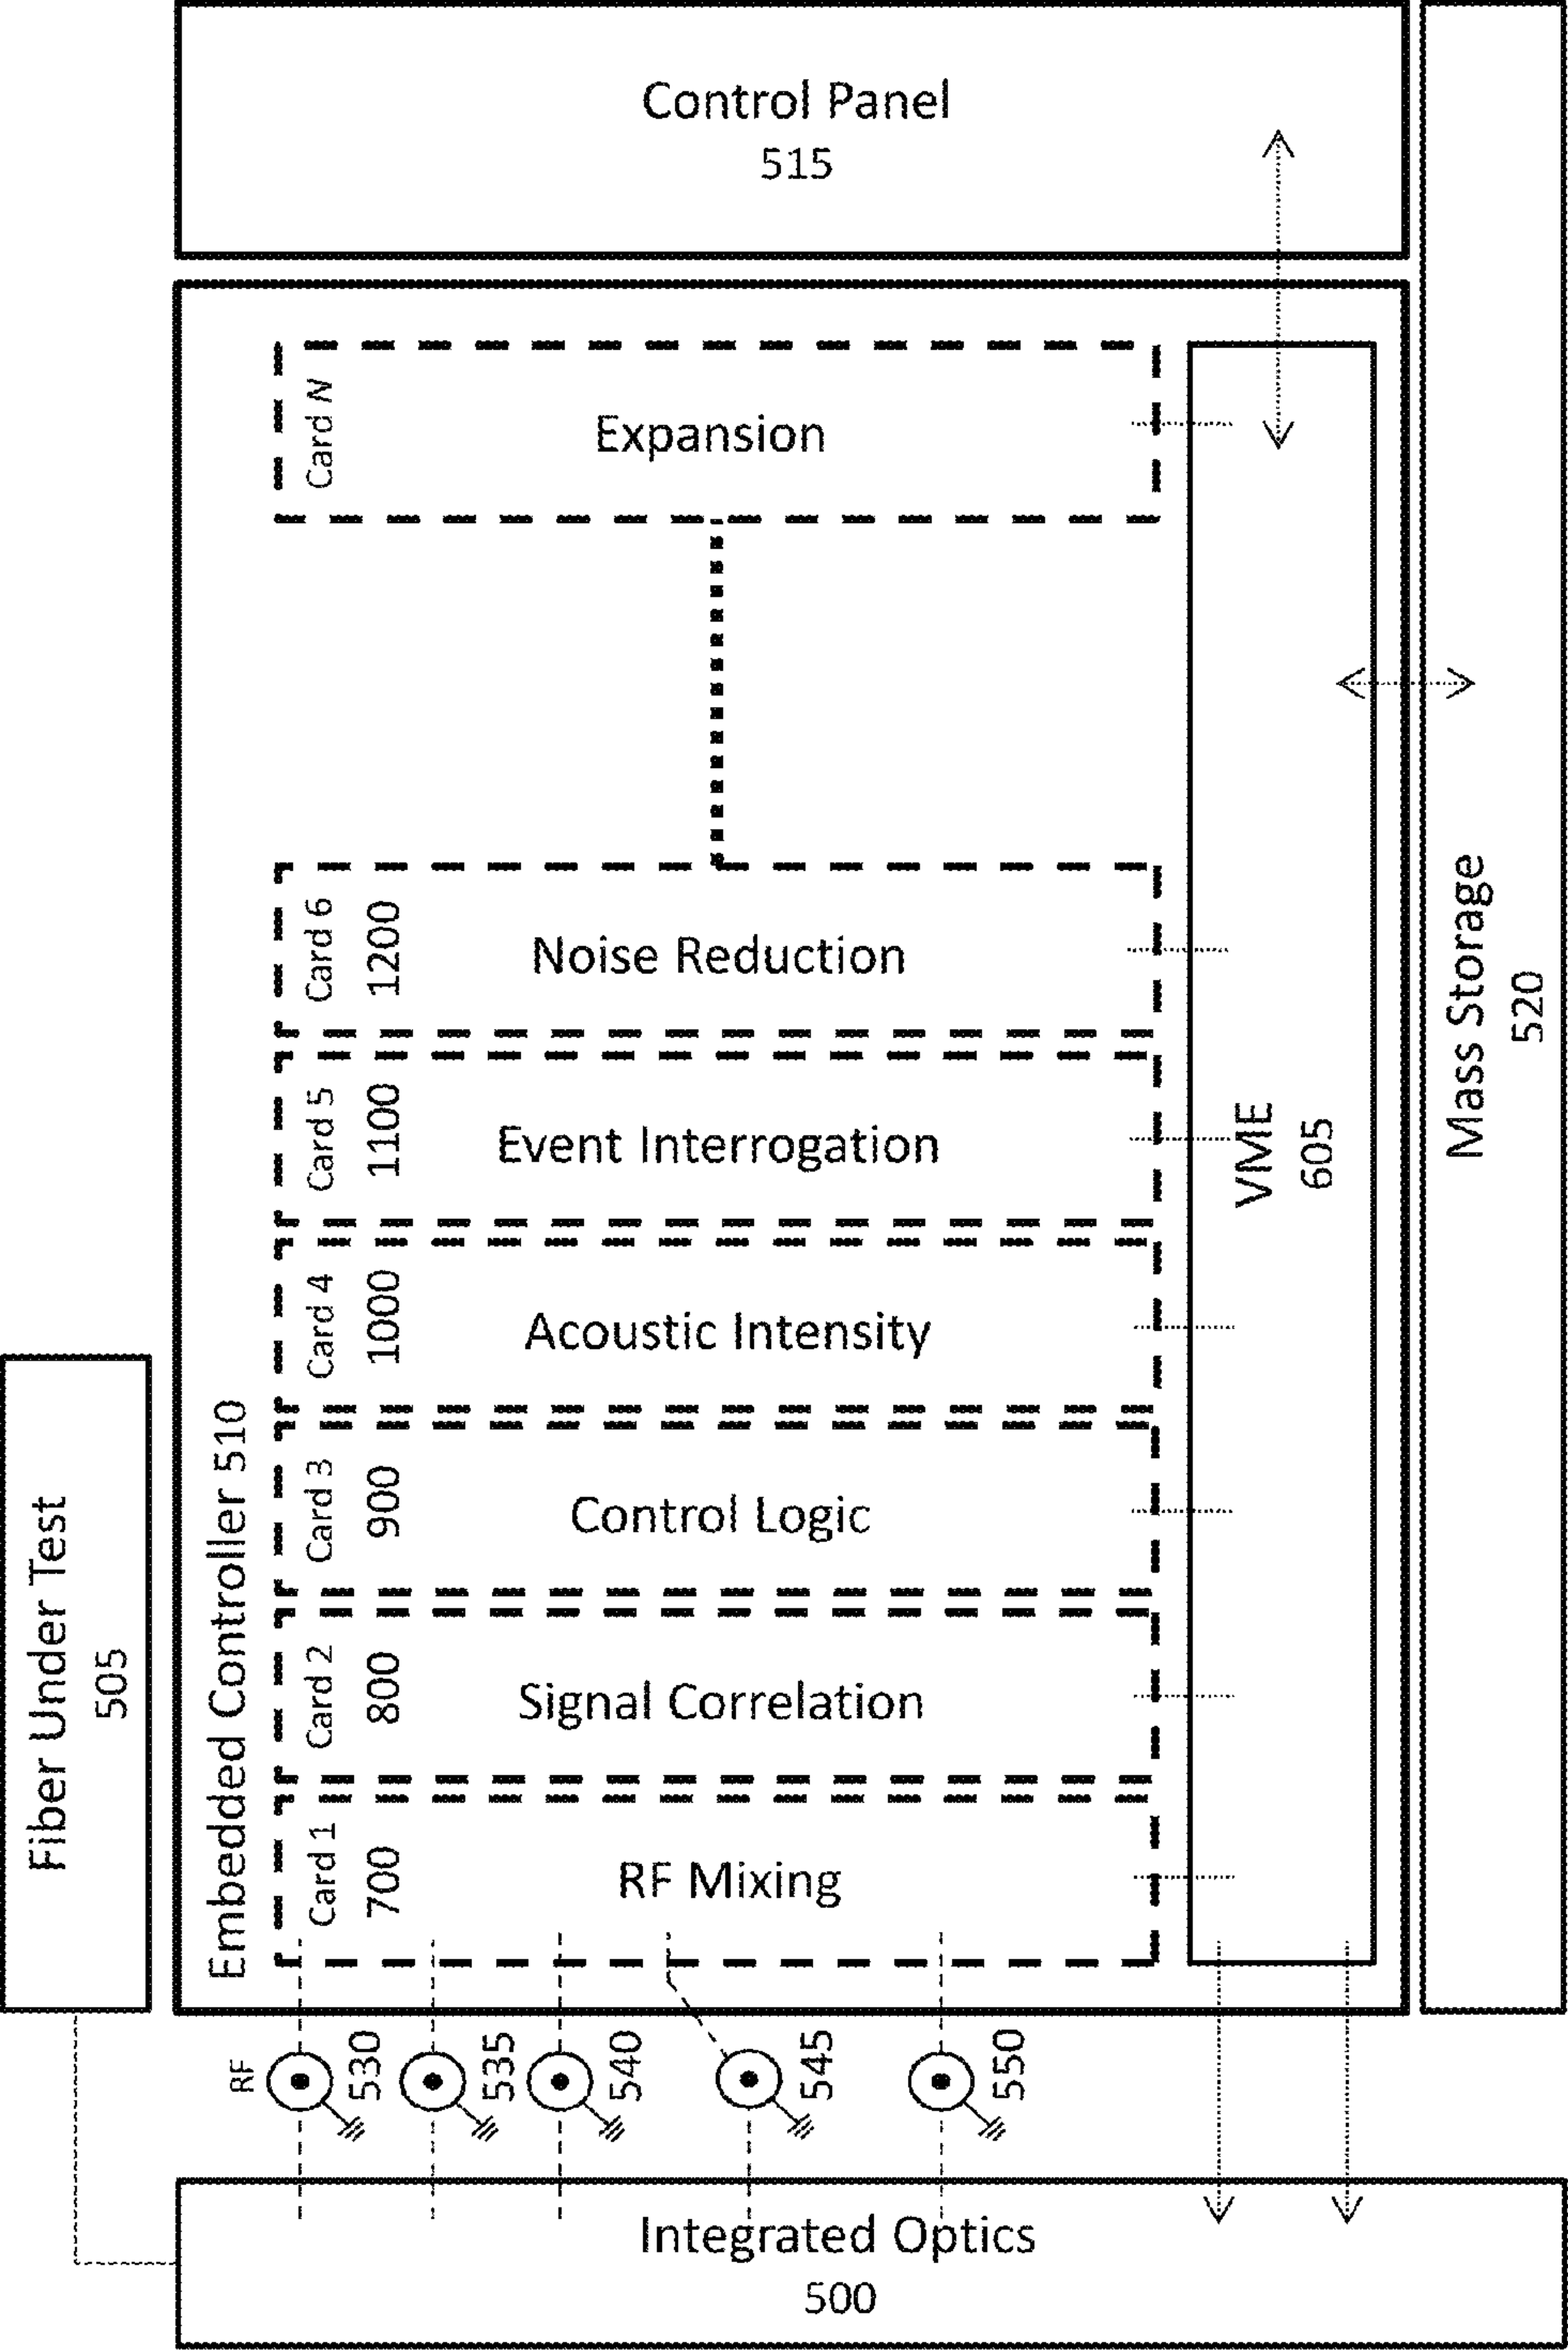 Control Panel
515
Card N
Expansion
Card 6
1200
Noise Reduction
Card 5
1100
Event Interrogation
Card 4
1000
Acoustic Intensity
Card 3
900
Control Logic
Card 2
800
Signal Correlation
Card 1
700
RF Mixing
Embedded Controller 510
VME
605
Mass Storage
520
Fiber Under Test
505
RF
530
535
540
545
550
Integrated Optics
500